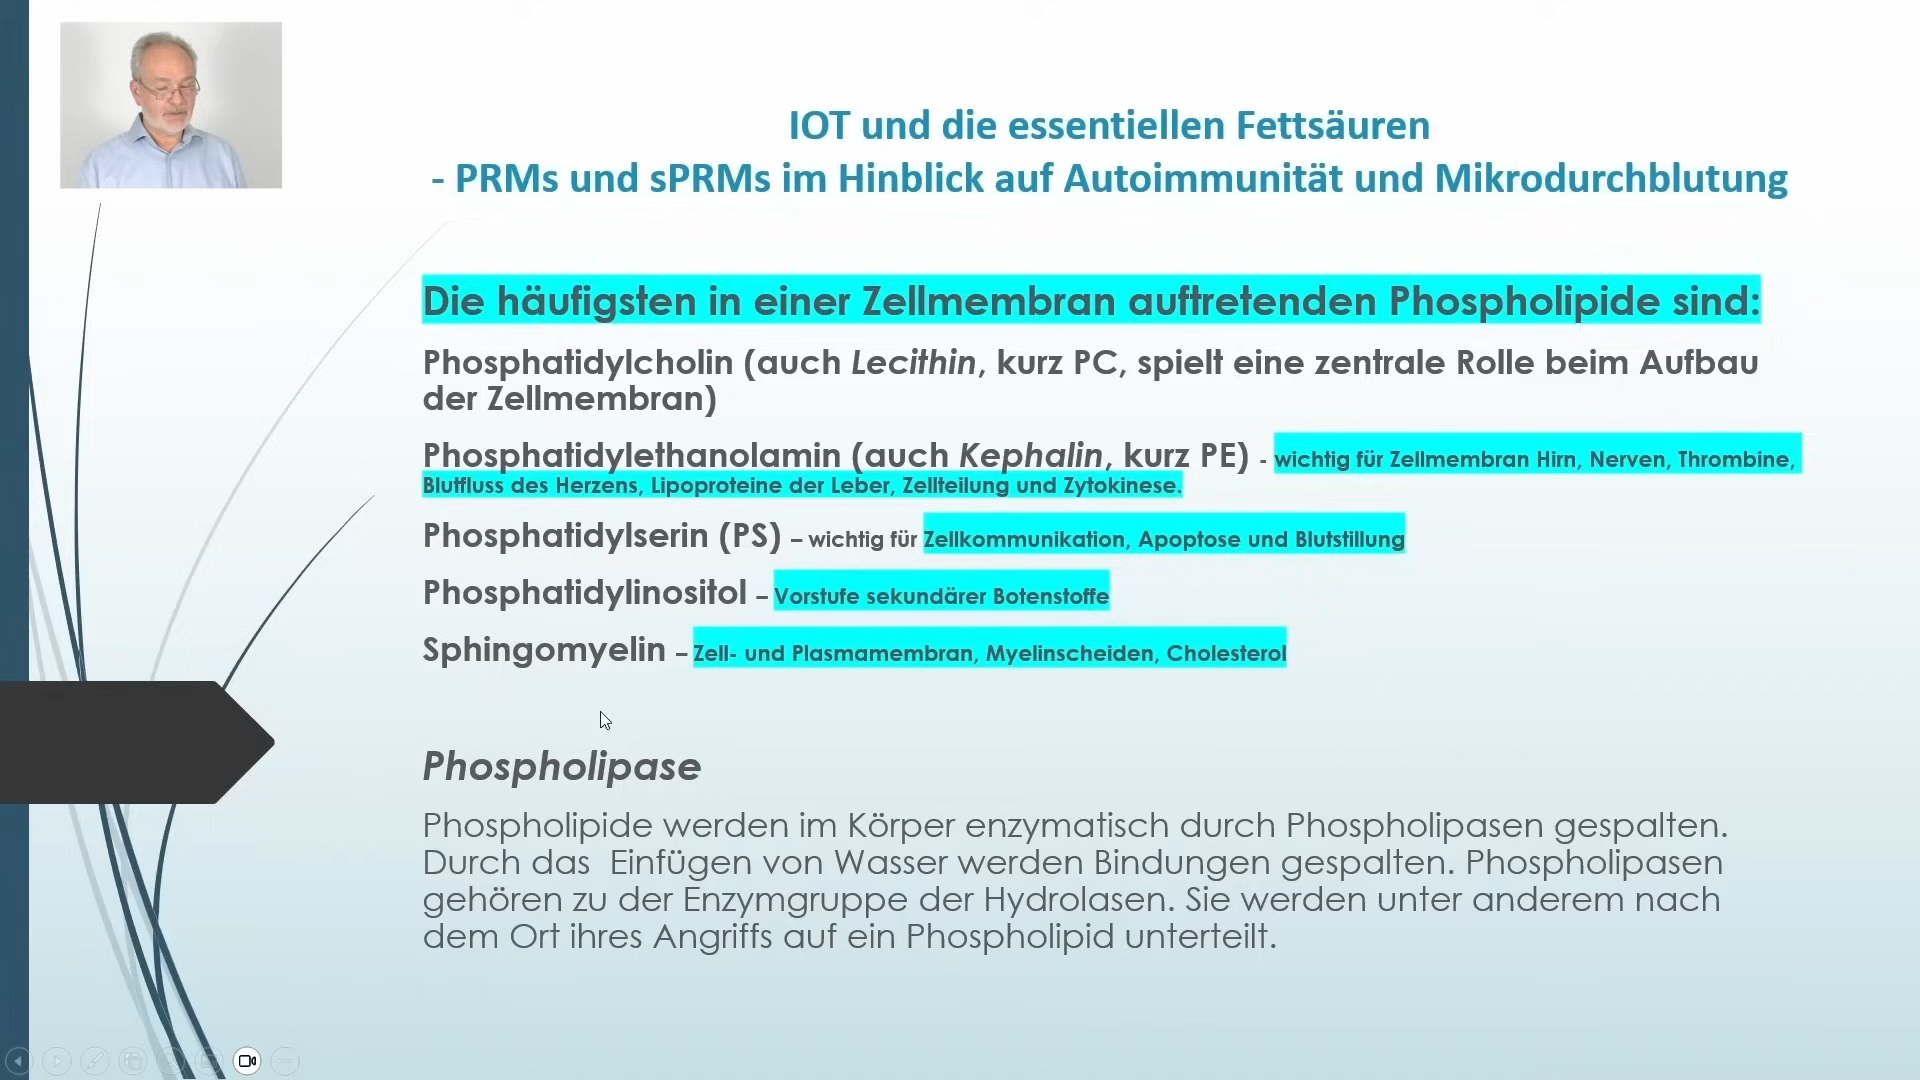 IOT und die essentiellen Fettsäuren
- PRMs und sPRMs im Hinblick auf Autoimmunität und Mikrodurchblutung
Die häufigsten in einer Zellmembran auftretenden Phospholipide sind:
Phosphatidylcholin (auch Lecithin, kurz PC, spielt eine zentrale Rolle beim Aufbau
der Zellmembran)
Phosphatidylethanolamin (auch Kephalin, kurz PE) - wichtig für Zellmembran Hirn, Nerven, Thrombine,
Blutfluss des Herzens, Lipoproteine der Leber, Zellteilung und Zytokinese.
Phosphatidylserin (PS) – wichtig für Zellkommunikation, Apoptose und Blutstillung
Phosphatidylinositol – Vorstufe sekundärer Botenstoffe
Sphingomyelin – Zell- und Plasmamembran, Myelinscheiden, Cholesterol
Phospholipase
Phospholipide werden im Körper enzymatisch durch Phospholipasen gespalten.
Durch das  Einfügen von Wasser werden Bindungen gespalten. Phospholipasen
gehören zu der Enzymgruppe der Hydrolasen. Sie werden unter anderem nach
dem Ort ihres Angriffs auf ein Phospholipid unterteilt.